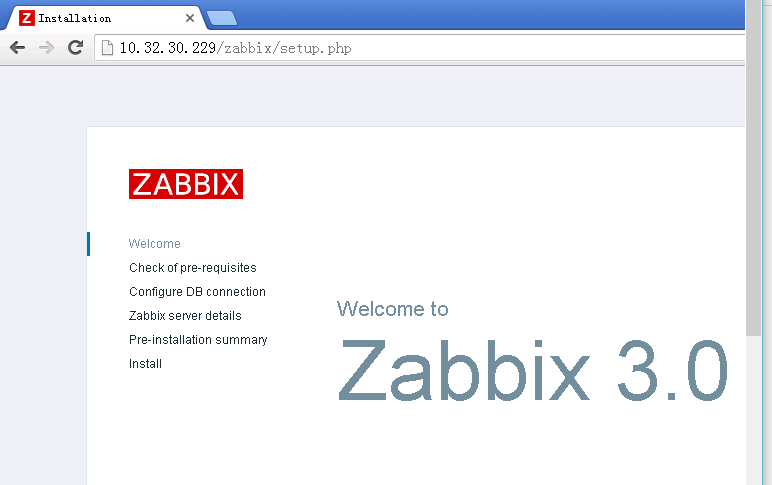 Z Installation
10.32.30.229/zabbix/setup.php
ZABBIX
Welcome
Check of pre-requisites
Configure DB connection
Zabbix server details
Pre-installation summary
Install
Welcome to
Zabbix 3.0